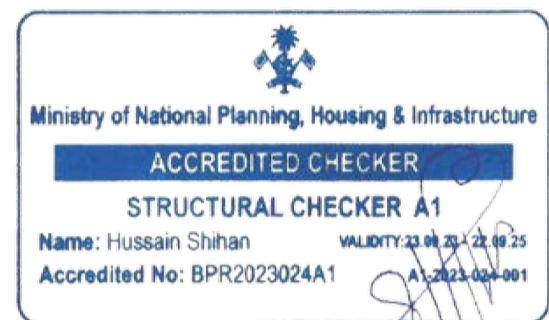 Ministry of National Planning, Housing & Infrastructure
ACCREDITED CHECKER
STRUCTURAL CHECKER A1
Name: Hussain Shihan VALIDITY: - 22.09.25
Accredited No: BPR2023024A1 A1-2023-024-001